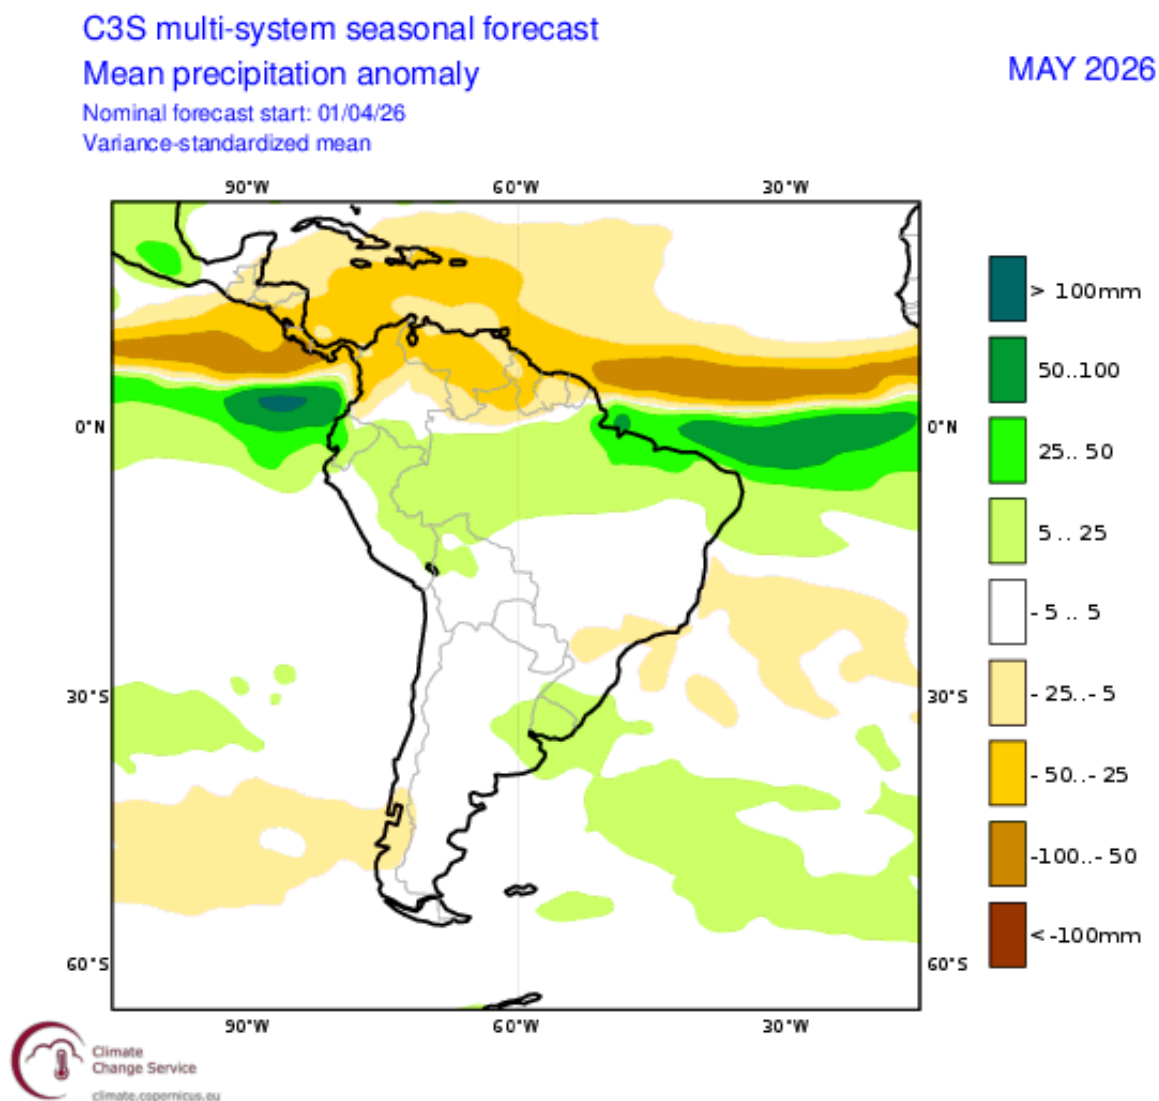 C3S multi-system seasonal forecast
Mean precipitation anomaly
MAY 2026
Nominal forecast start: 01/04/26
Variance-standardized mean
90°W 60°W 30°W
> 100mm
50..100
0°N 0°N
25.. 50
5 .. 25
- 5 .. 5
30°S 30°S
- 25..- 5
- 50..- 25
-100..- 50
< -100mm
60°S 60°S
90°W 60°W 30°W
Climate
Change Service
climate.copernicus.eu